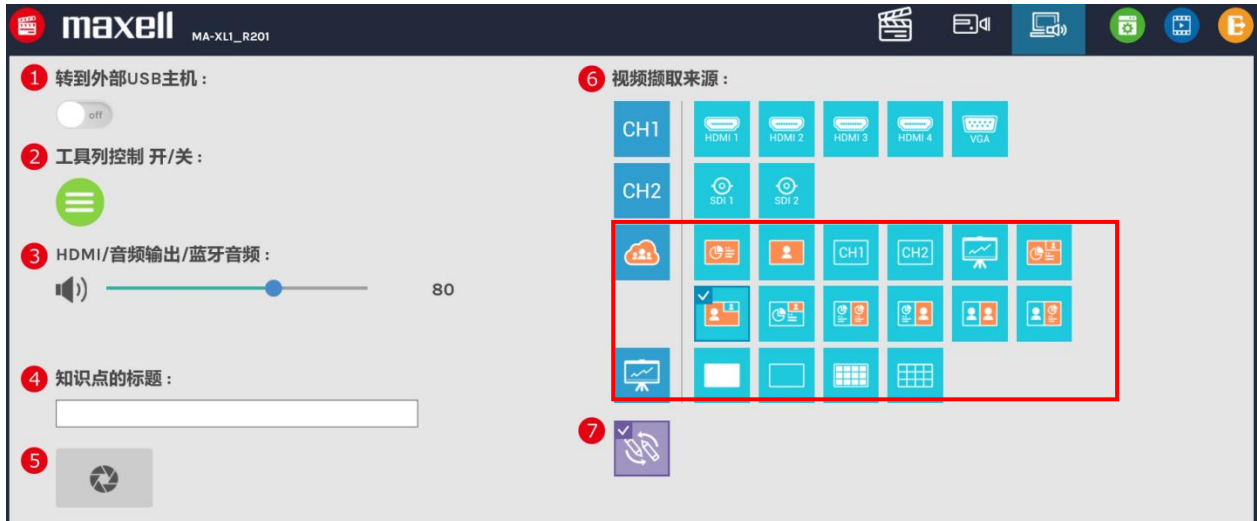 maxell MA-XL1_R201
1 转到外部USB主机：
off
2 工具列控制 开/关：
3 HDMI/音频输出/蓝牙音频：
80
4 知识点的标题：
5
6 视频撷取来源：
CH1 HDMI 1 HDMI 2 HDMI 3 HDMI 4 VGA
CH2 SDI 1 SDI 2
CH1 CH2
7